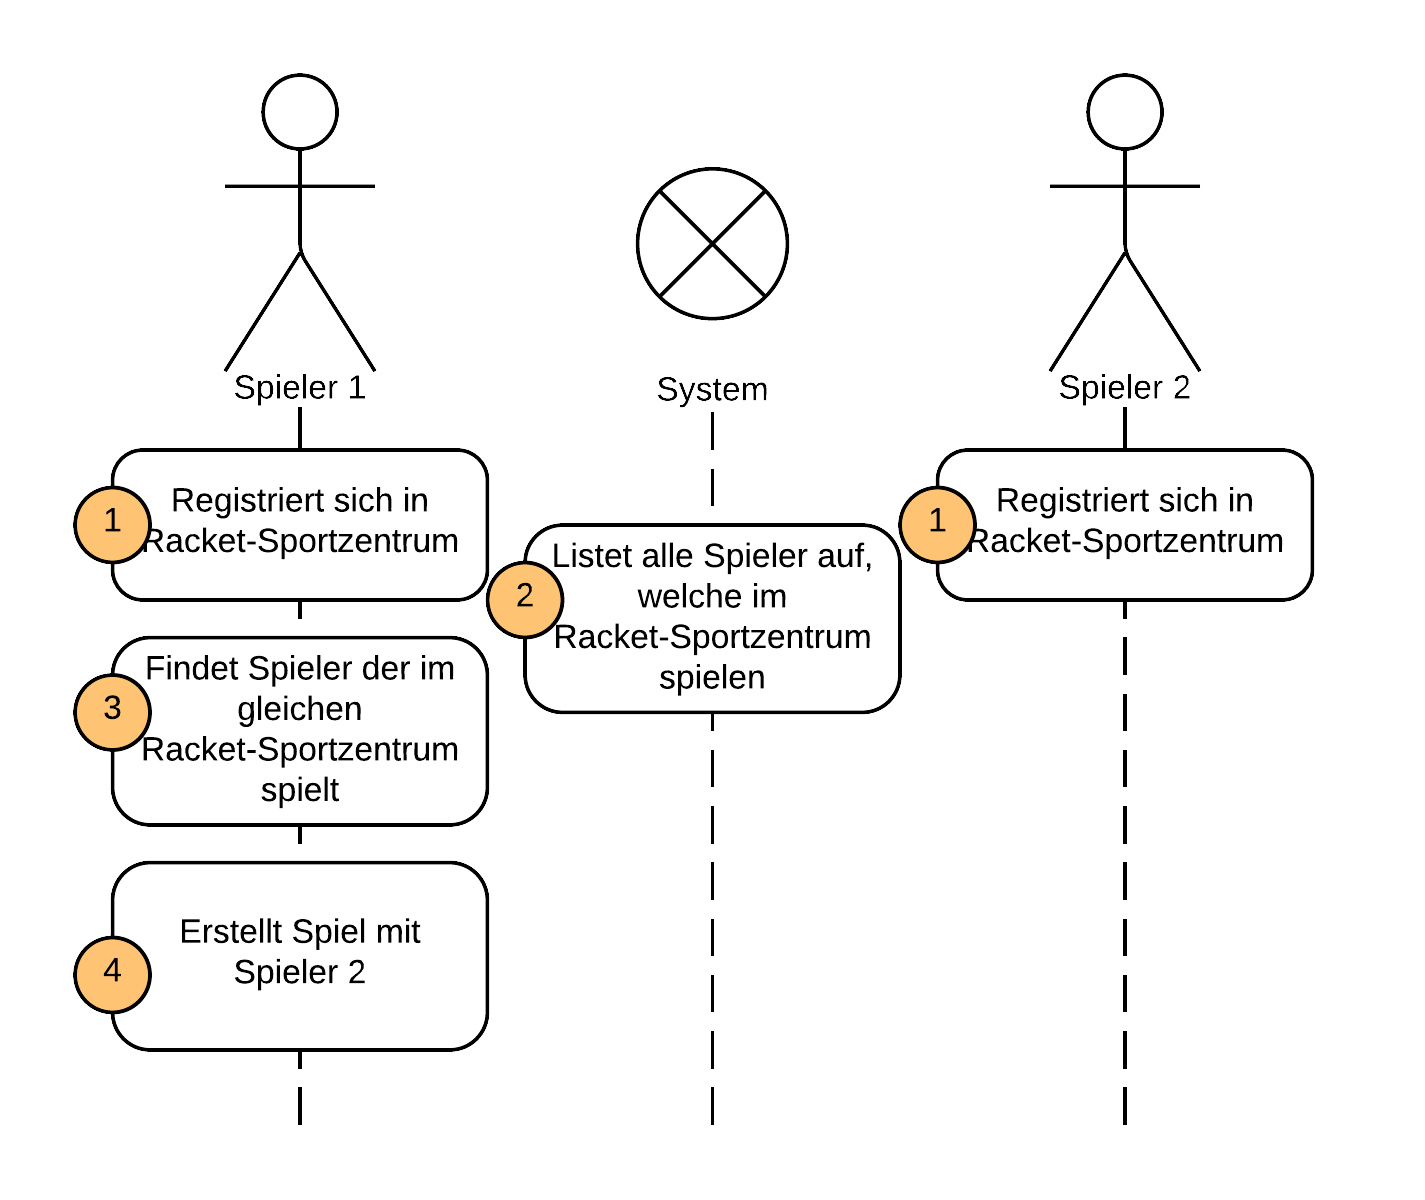 Spieler 1
System
Spieler 2
1
Registriert sich in
Racket-Sportzentrum
2
Listet alle Spieler auf,
welche im
Racket-Sportzentrum
spielen
1
Registriert sich in
Racket-Sportzentrum
3
Findet Spieler der im
gleichen
Racket-Sportzentrum
spielt
4
Erstellt Spiel mit
Spieler 2